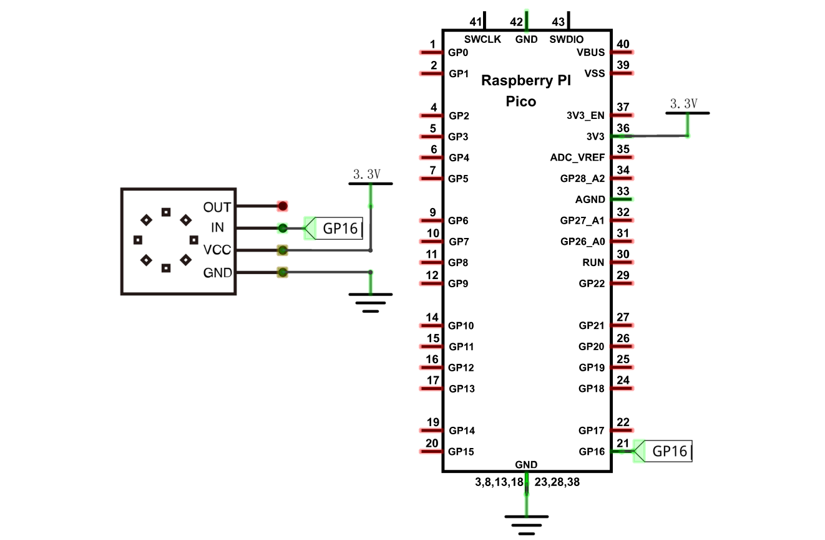 41 42 43
SWCLK GND SWDIO
1 GP0 VBUS 40
2 GP1 VSS 39
Raspberry PI
Pico
3.3V
4 GP2 3V3_EN 37
5 GP3 3V3 36
6 GP4 ADC_VREF 35
3.3V
7 GP5 GP28_A2 34
AGND 33
OUT
9 GP6 GP27_A1 32
IN GP16
10 GP7 GP26_A0 31
VCC
11 GP8 RUN 30
GND
12 GP9 GP22 29
14 GP10 GP21 27
15 GP11 GP20 26
16 GP12 GP19 25
17 GP13 GP18 24
19 GP14 GP17 22
20 GP15 GP16 21 GP16
GND
3,8,13,18 23,28,38